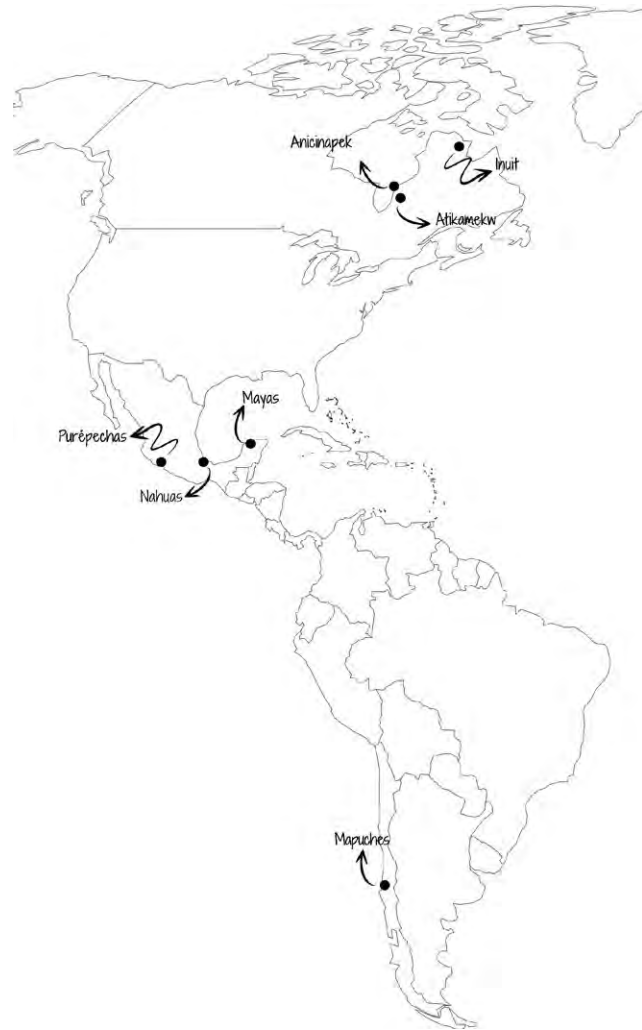 Anicinapek
Inuit
Atikamekw
Mayas
Purépechas
Nahuas
Mapuches